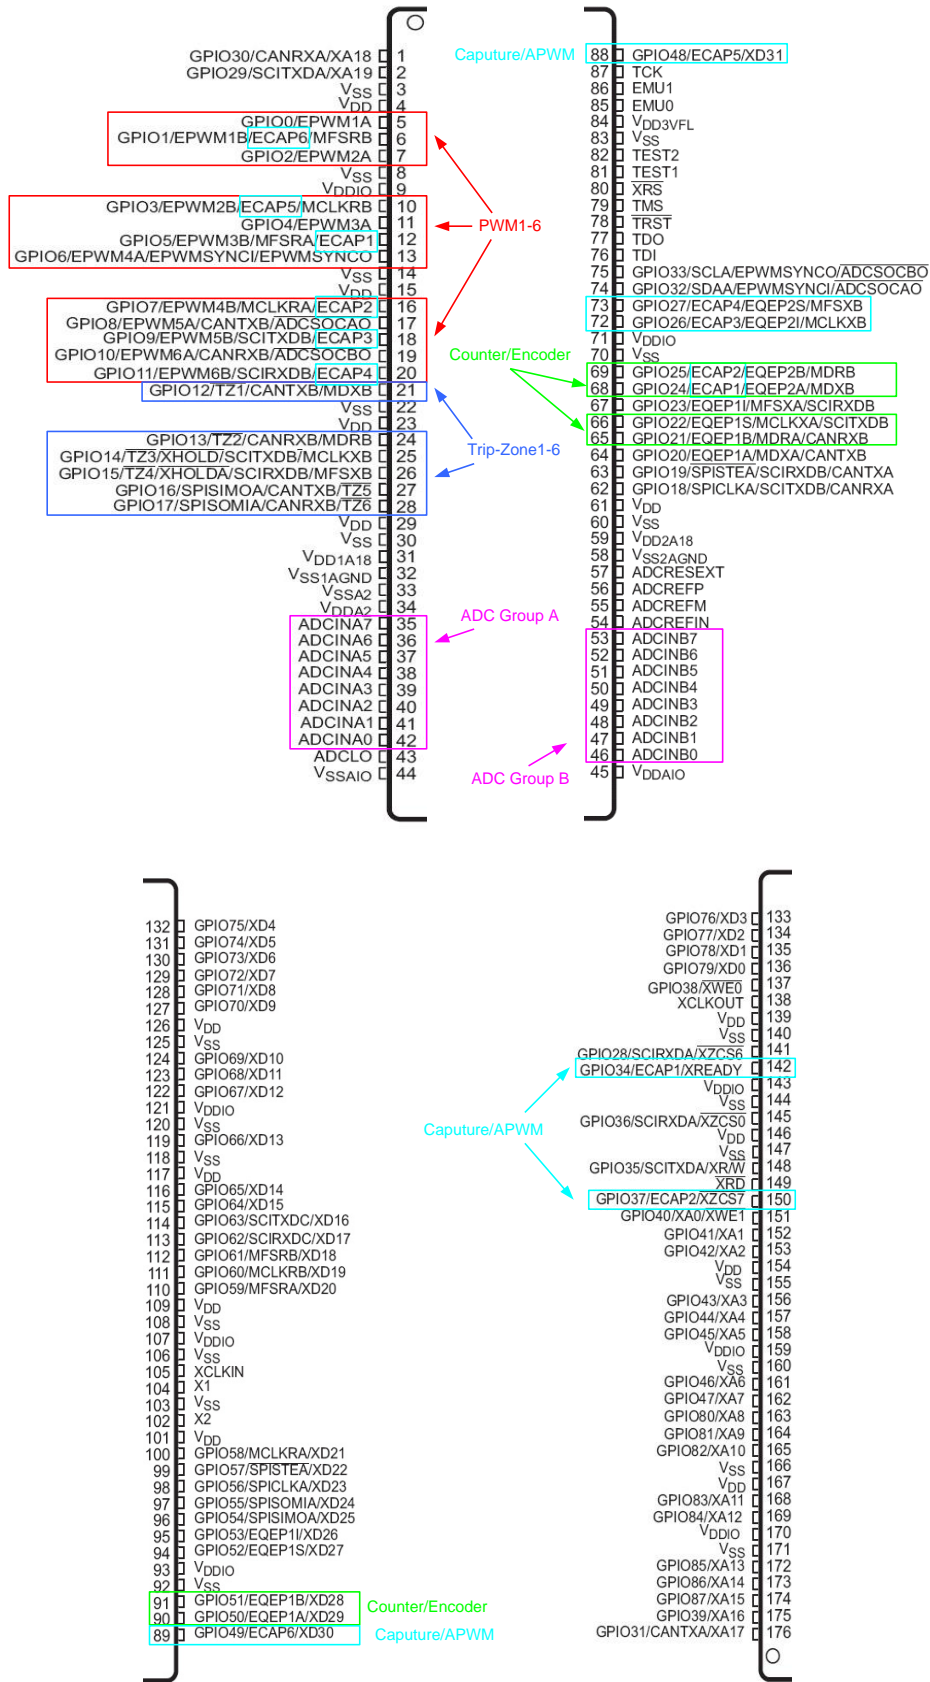 GPIO30/CANRXA/XA18 1
GPIO29/SCITXDA/XA19 2
VSS 3
VDD 4
GPIO0/EPWM1A 5
GPIO1/EPWM1B/ECAP6/MFSRB 6
GPIO2/EPWM2A 7
VSS 8
VDDIO 9
GPIO3/EPWM2B/ECAP5/MCLKRB 10
GPIO4/EPWM3A 11
GPIO5/EPWM3B/MFSRA/ECAP1 12
GPIO6/EPWM4A/EPWMSYNCI/EPWMSYNCO 13
VSS 14
VDD 15
GPIO7/EPWM4B/MCLKRA/ECAP2 16
GPIO8/EPWM5A/CANTXB/ADCSOCAO 17
GPIO9/EPWM5B/SCITXDB/ECAP3 18
GPIO10/EPWM6A/CANRXB/ADCSOCBO 19
GPIO11/EPWM6B/SCIRXDB/ECAP4 20
GPIO12/TZ1/CANTXB/MDXB 21
VSS 22
VDD 23
GPIO13/TZ2/CANRXB/MDRB 24
GPIO14/TZ3/XHOLD/SCITXDB/MCLKXB 25
GPIO15/TZ4/XHOLDA/SCIRXDB/MFSXB 26
GPIO16/SPISIMOA/CANTXB/TZ5 27
GPIO17/SPISOMIA/CANRXB/TZ6 28
VDD 29
VSS 30
VDD1A18 31
VSS1AGND 32
VSSA2 33
VDDA2 34
ADCINA7 35
ADCINA6 36
ADCINA5 37
ADCINA4 38
ADCINA3 39
ADCINA2 40
ADCINA1 41
ADCINA0 42
ADCLO 43
VSSAIO 44
PWM1-6
Trip-Zone1-6
ADC Group A
Caputure/APWM
Counter/Encoder
ADC Group B
88 GPIO48/ECAP5/XD31
87 TCK
86 EMU1
85 EMU0
84 VDD3VFL
83 VSS
82 TEST2
81 TEST1
80 XRS
79 TMS
78 TRST
77 TDO
76 TDI
75 GPIO33/SCLA/EPWMSYNCO/ADCSOCBO
74 GPIO32/SDAA/EPWMSYNCI/ADCSOCAO
73 GPIO27/ECAP4/EQEP2S/MFSXB
72 GPIO26/ECAP3/EQEP2I/MCLKXB
71 VDDIO
70 VSS
69 GPIO25/ECAP2/EQEP2B/MDRB
68 GPIO24/ECAP1/EQEP2A/MDXB
67 GPIO23/EQEP1I/MFSXA/SCIRXDB
66 GPIO22/EQEP1S/MCLKXA/SCITXDB
65 GPIO21/EQEP1B/MDRA/CANRXB
64 GPIO20/EQEP1A/MDXA/CANTXB
63 GPIO19/SPISTEA/SCIRXDB/CANTXA
62 GPIO18/SPICLKA/SCITXDB/CANRXA
61 VDD
60 VSS
59 VDD2A18
58 VSS2AGND
57 ADCRESEXT
56 ADCREFP
55 ADCREFM
54 ADCREFIN
53 ADCINB7
52 ADCINB6
51 ADCINB5
50 ADCINB4
49 ADCINB3
48 ADCINB2
47 ADCINB1
46 ADCINB0
45 VDDAIO
132 GPIO75/XD4
131 GPIO74/XD5
130 GPIO73/XD6
129 GPIO72/XD7
128 GPIO71/XD8
127 GPIO70/XD9
126 VDD
125 VSS
124 GPIO69/XD10
123 GPIO68/XD11
122 GPIO67/XD12
121 VDDIO
120 VSS
119 GPIO66/XD13
118 VSS
117 VDD
116 GPIO65/XD14
115 GPIO64/XD15
114 GPIO63/SCITXDC/XD16
113 GPIO62/SCIRXDC/XD17
112 GPIO61/MFSRB/XD18
111 GPIO60/MCLKRB/XD19
110 GPIO59/MFSRA/XD20
109 VDD
108 VSS
107 VDDIO
106 VSS
105 XCLKIN
104 X1
103 VSS
102 X2
101 VDD
100 GPIO58/MCLKRA/XD21
99 GPIO57/SPISTEA/XD22
98 GPIO56/SPICLKA/XD23
97 GPIO55/SPISOMIA/XD24
96 GPIO54/SPISIMOA/XD25
95 GPIO53/EQEP1I/XD26
94 GPIO52/EQEP1S/XD27
93 VDDIO
92 VSS
91 GPIO51/EQEP1B/XD28
90 GPIO50/EQEP1A/XD29
89 GPIO49/ECAP6/XD30
Counter/Encoder
Caputure/APWM
Caputure/APWM
GPIO76/XD3 133
GPIO77/XD2 134
GPIO78/XD1 135
GPIO79/XD0 136
GPIO38/XWE0 137
XCLKOUT 138
VDD 139
VSS 140
GPIO28/SCIRXDA/XZCS6 141
GPIO34/ECAP1/XREADY 142
VDDIO 143
VSS 144
GPIO36/SCIRXDA/XZCS0 145
VDD 146
VSS 147
GPIO35/SCITXDA/XR/W 148
XRD 149
GPIO37/ECAP2/XZCS7 150
GPIO40/XA0/XWE1 151
GPIO41/XA1 152
GPIO42/XA2 153
VDD 154
VSS 155
GPIO43/XA3 156
GPIO44/XA4 157
GPIO45/XA5 158
VDDIO 159
VSS 160
GPIO46/XA6 161
GPIO47/XA7 162
GPIO80/XA8 163
GPIO81/XA9 164
GPIO82/XA10 165
VSS 166
VDD 167
GPIO83/XA11 168
GPIO84/XA12 169
VDDIO 170
VSS 171
GPIO85/XA13 172
GPIO86/XA14 173
GPIO87/XA15 174
GPIO39/XA16 175
GPIO31/CANTXA/XA17 176